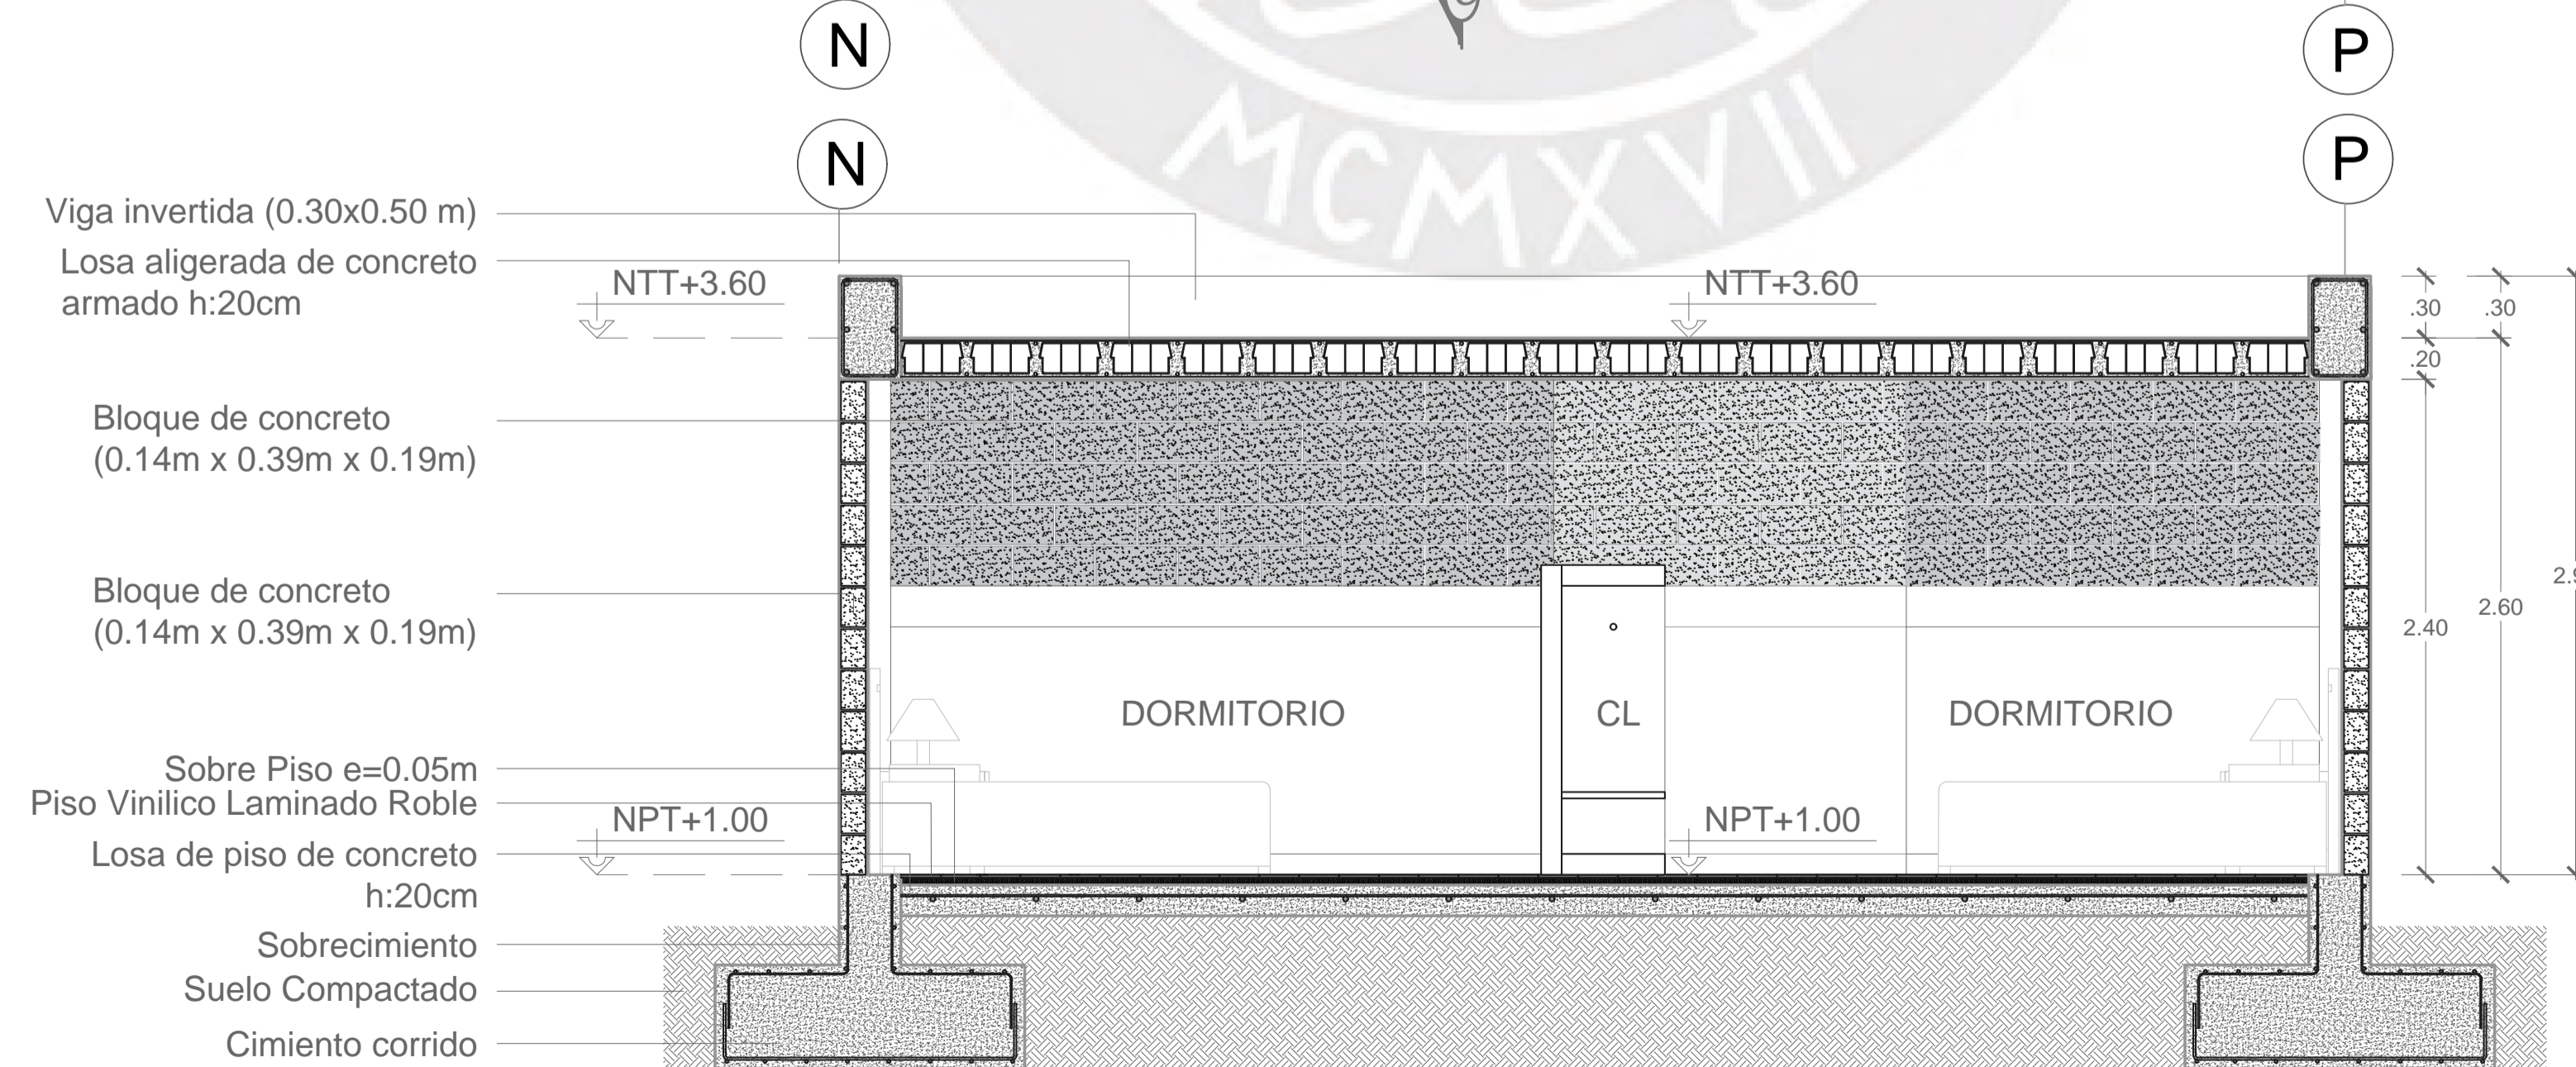 MCMXVII
N
P
N
P
Viga invertida (0.30x0.50 m)
Losa aligerada de concreto
armado h:20cm
NTT+3.60
NTT+3.60
.30
.30
.20
Bloque de concreto
(0.14m x 0.39m x 0.19m)
Bloque de concreto
(0.14m x 0.39m x 0.19m)
2.60
2.40
DORMITORIO
CL
DORMITORIO
Sobre Piso e=0.05m
Piso Vinilico Laminado Roble
NPT+1.00
NPT+1.00
Losa de piso de concreto
h:20cm
Sobrecimiento
Suelo Compactado
Cimiento corrido